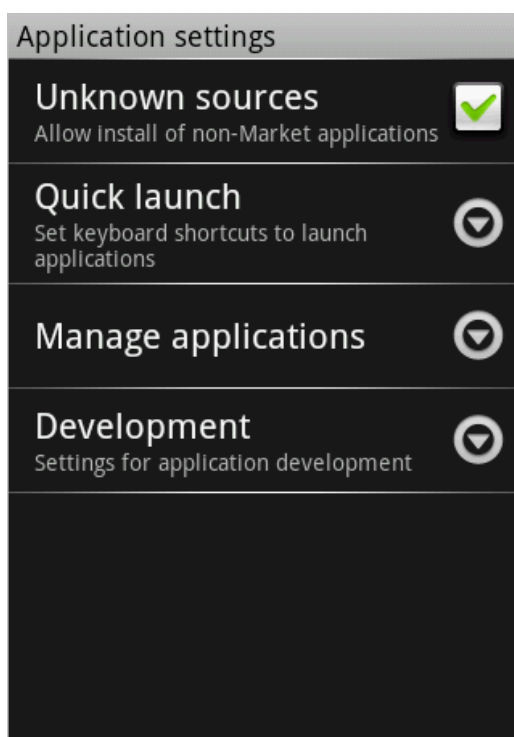 Application settings
Unknown sources
Allow install of non-Market applications
Quick launch
Set keyboard shortcuts to launch
applications
Manage applications
Development
Settings for application development